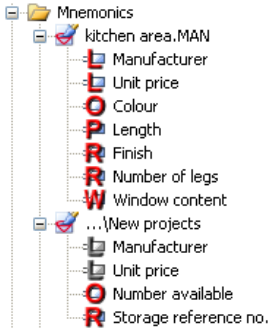 Mnemonics
kitchen area.MAN
L Manufacturer
L Unit price
O Colour
P Length
R Finish
R Number of legs
W Window content
...\New projects
L Manufacturer
L Unit price
O Number available
R Storage reference no.